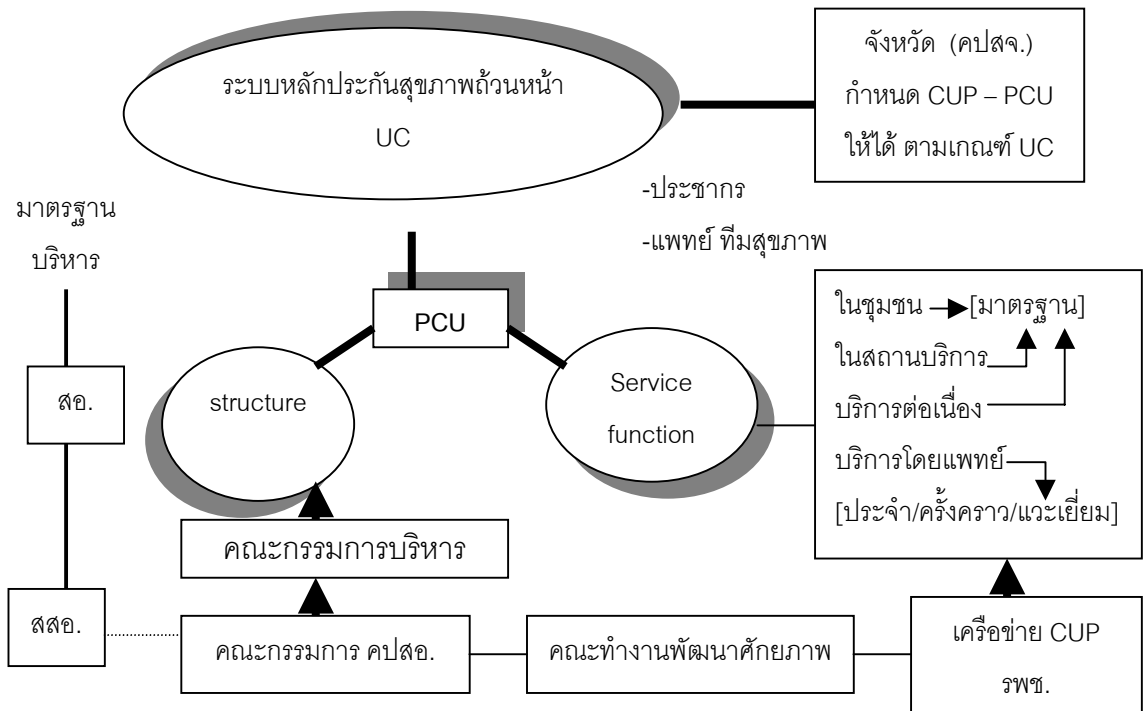 ระบบหลักประกันสุขภาพถ้วนหน้า
UC
จังหวัด (คปสจ.)
กำหนด CUP – PCU
ให้ได้ ตามเกณฑ์ UC
-ประชากร
-แพทย์ ทีมสุขภาพ
มาตรฐาน
บริหาร
PCU
structure
Service
function
ในชุมชน [มาตรฐาน]
ในสถานบริการ
บริการต่อเนื่อง
บริการโดยแพทย์
[ประจำ/ครั้งคราว/แวะเยี่ยม]
สอ.
คณะกรรมการบริหาร
สสอ.
คณะกรรมการ คปสอ.
คณะทำงานพัฒนาศักยภาพ
เครือข่าย CUP
รพช.